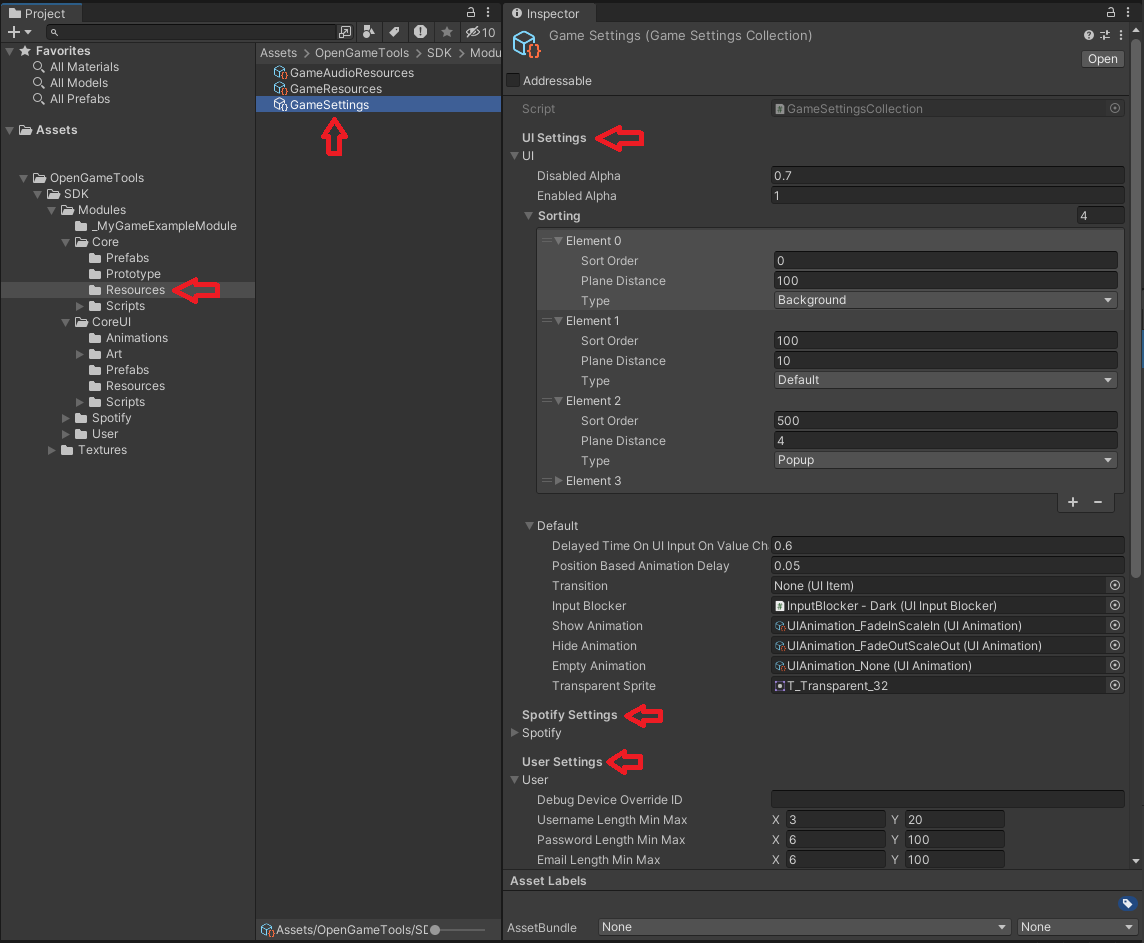 Project
10
Favorites
All Materials
All Models
All Prefabs
Assets
OpenGameTools
SDK
Modules
_MyGameExampleModule
Core
Prefabs
Prototype
Resources
Scripts
CoreUI
Animations
Art
Prefabs
Resources
Scripts
Spotify
User
Textures
Assets > OpenGameTools > SDK > Modu
GameAudioResources
GameResources
GameSettings
Assets/OpenGameTools/SD
Inspector
Game Settings (Game Settings Collection)
Open
Addressable
Script GameSettingsCollection
UI Settings
UI
Disabled Alpha 0.7
Enabled Alpha 1
Sorting 4
Element 0
Sort Order 0
Plane Distance 100
Type Background
Element 1
Sort Order 100
Plane Distance 10
Type Default
Element 2
Sort Order 500
Plane Distance 4
Type Popup
Element 3
+ -
Default
Delayed Time On UI Input On Value Ch 0.6
Position Based Animation Delay 0.05
Transition None (UI Item)
Input Blocker InputBlocker - Dark (UI Input Blocker)
Show Animation UIAnimation_FadeInScaleIn (UI Animation)
Hide Animation UIAnimation_FadeOutScaleOut (UI Animation)
Empty Animation UIAnimation_None (UI Animation)
Transparent Sprite T_Transparent_32
Spotify Settings
Spotify
User Settings
User
Debug Device Override ID
Username Length Min Max X 3 Y 20
Password Length Min Max X 6 Y 100
Email Length Min Max X 6 Y 100
Asset Labels
AssetBundle None None